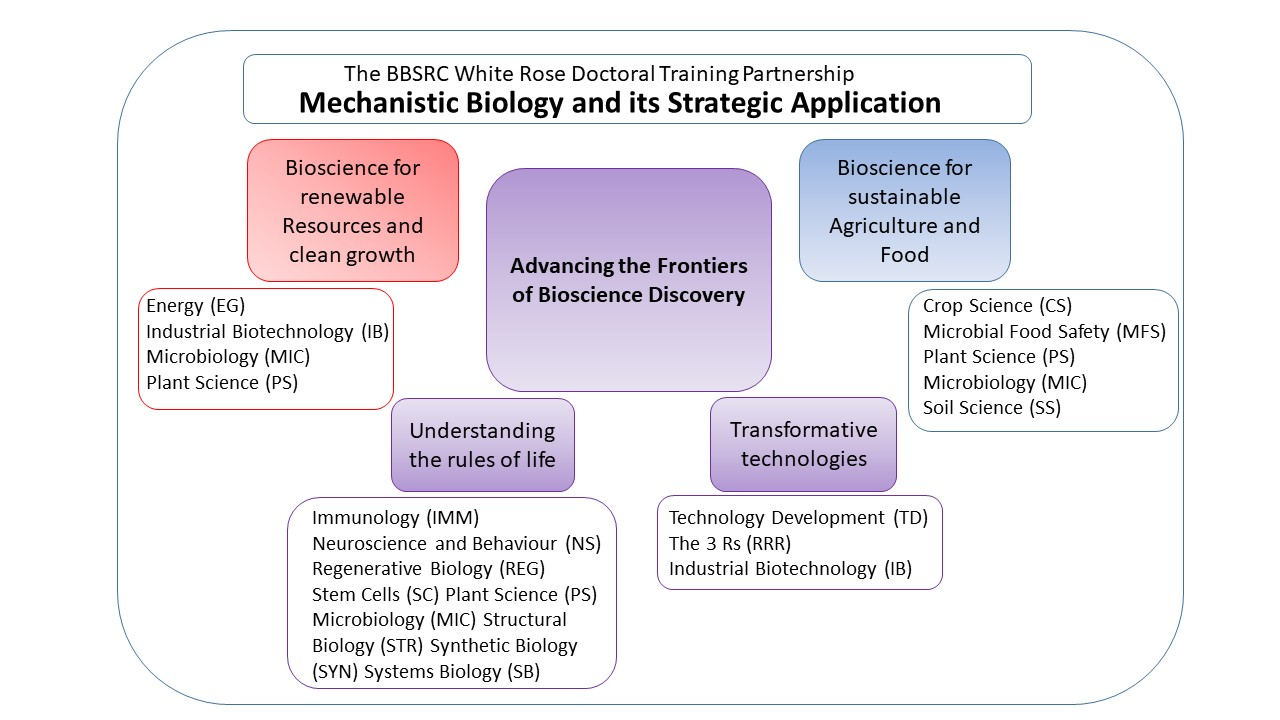 The BBSRC White Rose Doctoral Training Partnership
Mechanistic Biology and its Strategic Application
Bioscience for
renewable
Resources and
clean growth
Energy (EG)
Industrial Biotechnology (IB)
Microbiology (MIC)
Plant Science (PS)
Advancing the Frontiers
of Bioscience Discovery
Bioscience for
sustainable
Agriculture and
Food
Crop Science (CS)
Microbial Food Safety (MFS)
Plant Science (PS)
Microbiology (MIC)
Soil Science (SS)
Understanding
the rules of life
Immunology (IMM)
Neuroscience and Behaviour (NS)
Regenerative Biology (REG)
Stem Cells (SC) Plant Science (PS)
Microbiology (MIC) Structural
Biology (STR) Synthetic Biology
(SYN) Systems Biology (SB)
Transformative
technologies
Technology Development (TD)
The 3 Rs (RRR)
Industrial Biotechnology (IB)